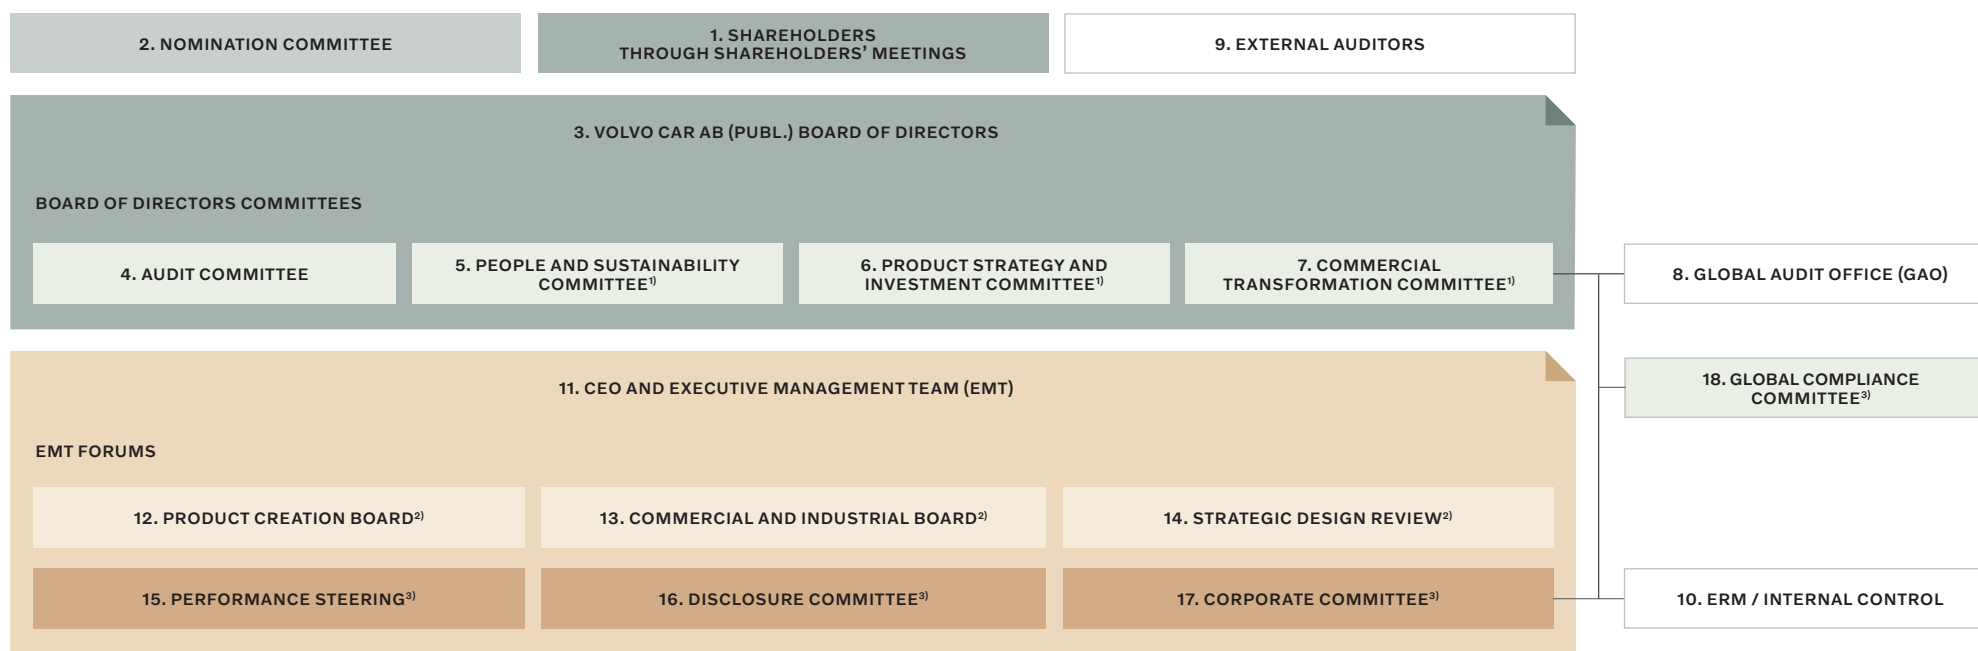 2. NOMINATION COMMITTEE
1. SHAREHOLDERS
THROUGH SHAREHOLDERS’ MEETINGS
9. EXTERNAL AUDITORS
3. VOLVO CAR AB (PUBL.) BOARD OF DIRECTORS
BOARD OF DIRECTORS COMMITTEES
4. AUDIT COMMITTEE
5. PEOPLE AND SUSTAINABILITY
COMMITTEE1)
6. PRODUCT STRATEGY AND
INVESTMENT COMMITTEE1)
7. COMMERCIAL
TRANSFORMATION COMMITTEE1)
8. GLOBAL AUDIT OFFICE (GAO)
11. CEO AND EXECUTIVE MANAGEMENT TEAM (EMT)
18. GLOBAL COMPLIANCE
COMMITTEE3)
EMT FORUMS
12. PRODUCT CREATION BOARD2)
13. COMMERCIAL AND INDUSTRIAL BOARD2)
14. STRATEGIC DESIGN REVIEW2)
15. PERFORMANCE STEERING3)
16. DISCLOSURE COMMITTEE3)
17. CORPORATE COMMITTEE3)
10. ERM / INTERNAL CONTROL